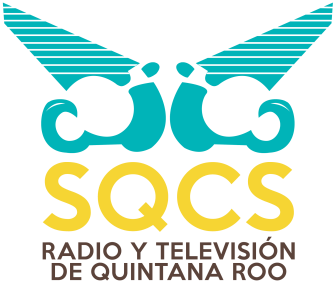 SQCS
RADIO Y TELEVISIÓN
DE QUINTANA ROO